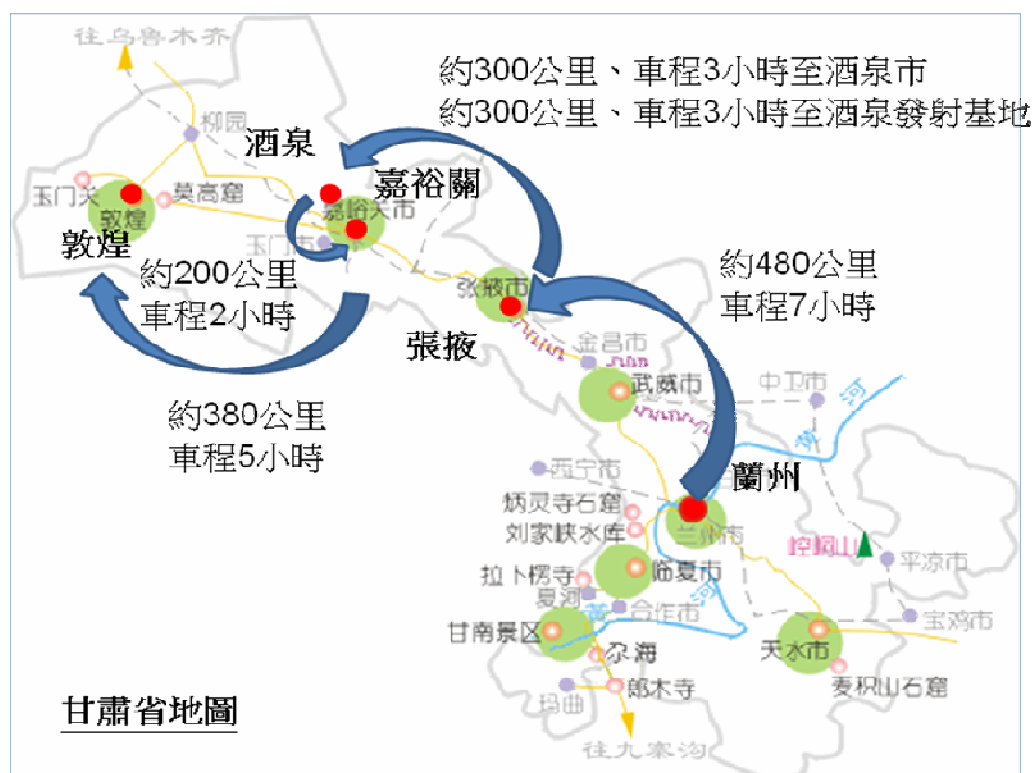 往乌鲁木齐
約300公里、車程3小時至酒泉市
約300公里、車程3小時至酒泉發射基地
柳园
酒泉
嘉裕關
玉门关
敦煌
莫高窟
嘉峪关市
敦煌
玉门市
約200公里
車程2小時
張掖
张掖市
約480公里
車程7小時
金昌市
武威市
中卫市
約380公里
車程5小時
黄
河
西宁市
蘭州
炳灵寺石窟
刘家峡水库
兰州市
崆峒山
平凉市
拉卜楞寺
临夏市
夏河
合作市
黄
河
宝鸡市
甘南景区
尕海
天水市
麦积山石窟
郎木寺
玛曲
甘肅省地圖
往九寨沟